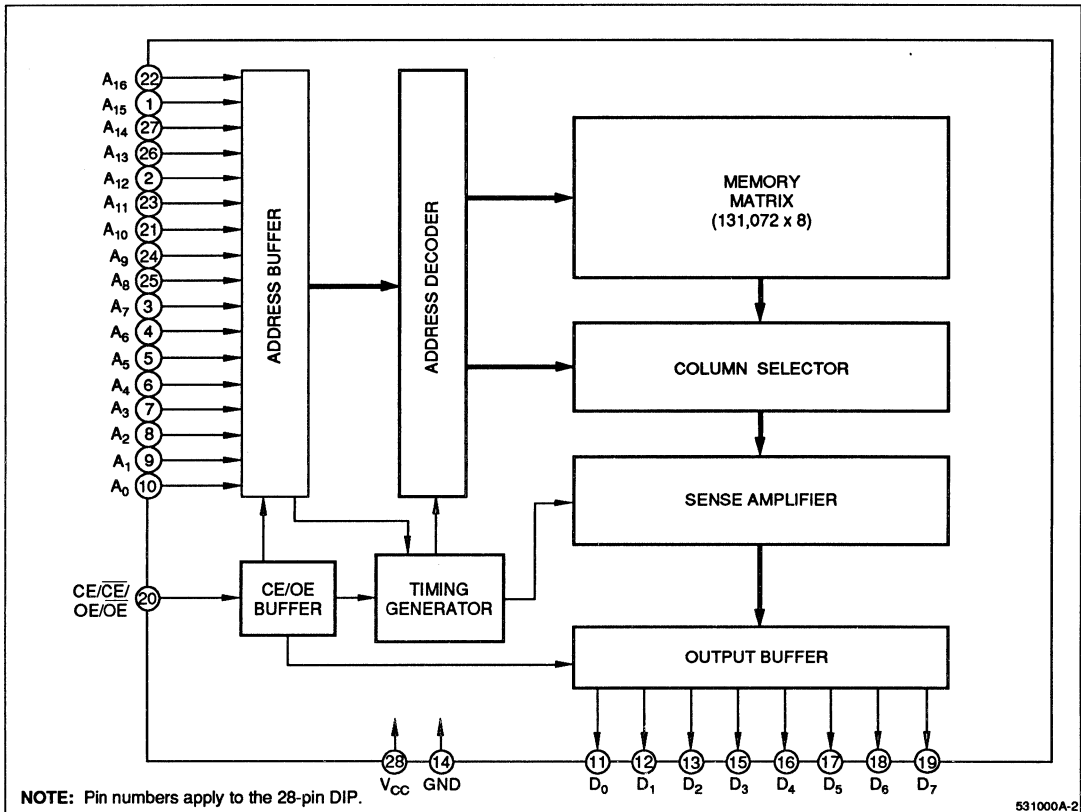 A16 22
A15 1
A14 27
A13 26
A12 2
A11 23
A10 21
A9 24
A8 25
A7 3
A6 4
A5 5
A4 6
A3 7
A2 8
A1 9
A0 10
ADDRESS BUFFER
ADDRESS DECODER
MEMORY
MATRIX
(131,072 x 8)
COLUMN SELECTOR
SENSE AMPLIFIER
CE/C̅E̅/
OE/O̅E̅
20
CE/OE
BUFFER
TIMING
GENERATOR
OUTPUT BUFFER
28 14 11 12 13 15 16 17 18 19
VCC GND D0 D1 D2 D3 D4 D5 D6 D7
NOTE: Pin numbers apply to the 28-pin DIP.
531000A-2